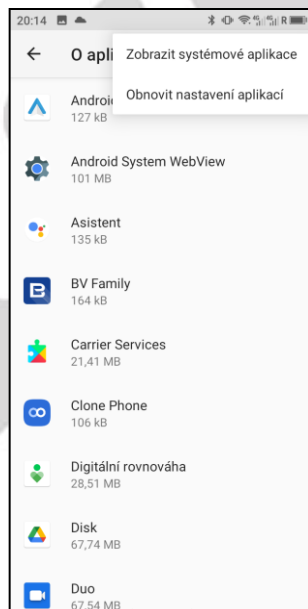 20:14
R
O apli
Zobrazit systémové aplikace
Obnovit nastavení aplikací
Androi
127 kB
Android System WebView
101 MB
Asistent
135 kB
BV Family
164 kB
Carrier Services
21,41 MB
Clone Phone
106 kB
Digitální rovnováha
28,51 MB
Disk
67,74 MB
Duo
67,54 MB